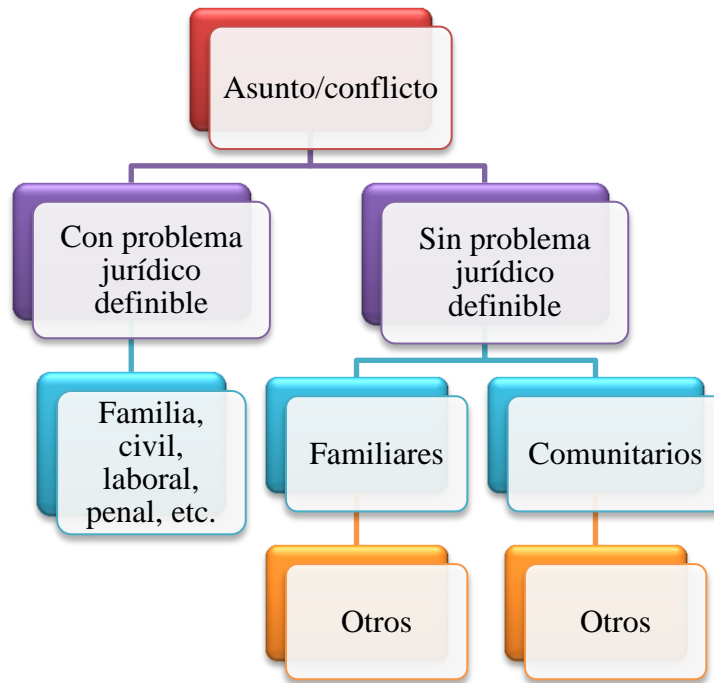 Asunto/conflicto
Con problema
jurídico
definible
Sin problema
jurídico
definible
Familia,
civil,
laboral,
penal, etc.
Familiares
Comunitarios
Otros
Otros